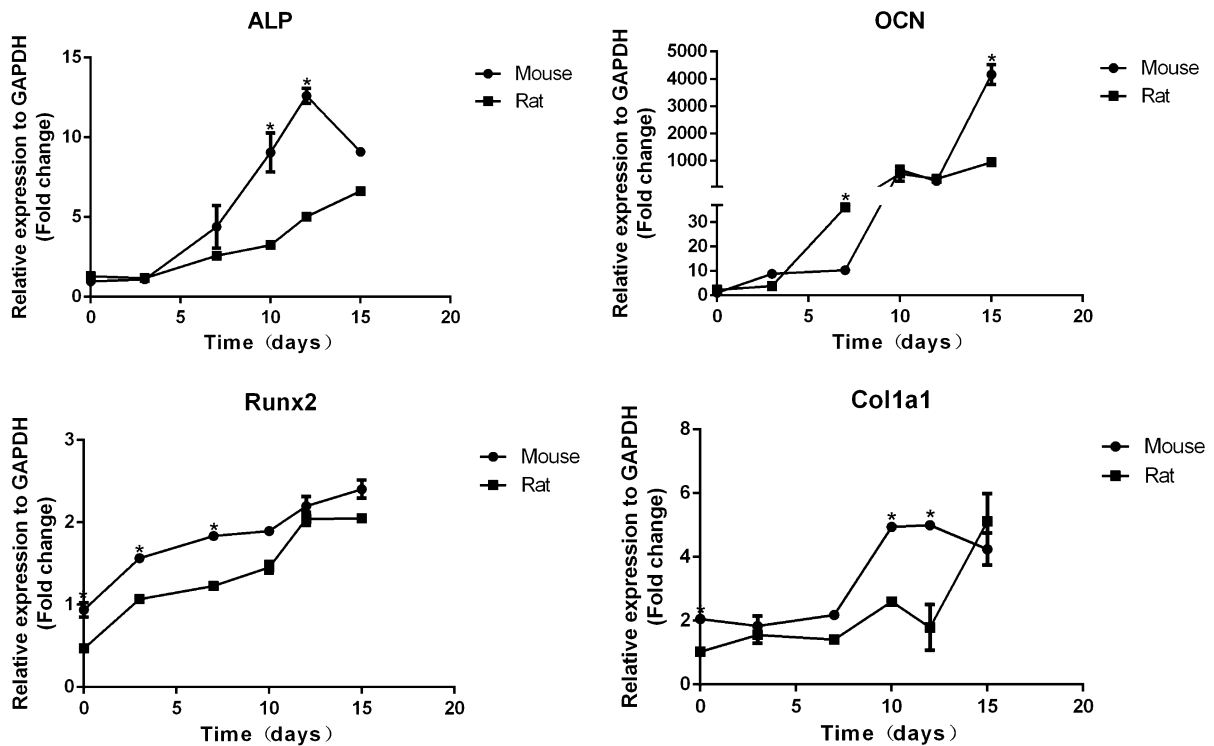 ALP
Relative expression to GAPDH
(Fold change)
15
10
5
0
0
5
10
15
20
Time（days）
Mouse
Rat
*
*
OCN
Relative expression to GAPDH
(Fold change)
5000
4000
3000
2000
1000
30
20
10
0
0
5
10
15
20
Time（days）
Mouse
Rat
*
*
Runx2
Relative expression to GAPDH
(Fold change)
3
2
1
0
0
5
10
15
20
Time（days）
Mouse
Rat
*
*
*
Col1a1
Relative expression to GAPDH
(Fold change)
8
6
4
2
0
0
5
10
15
20
Time（days）
Mouse
Rat
*
*
*